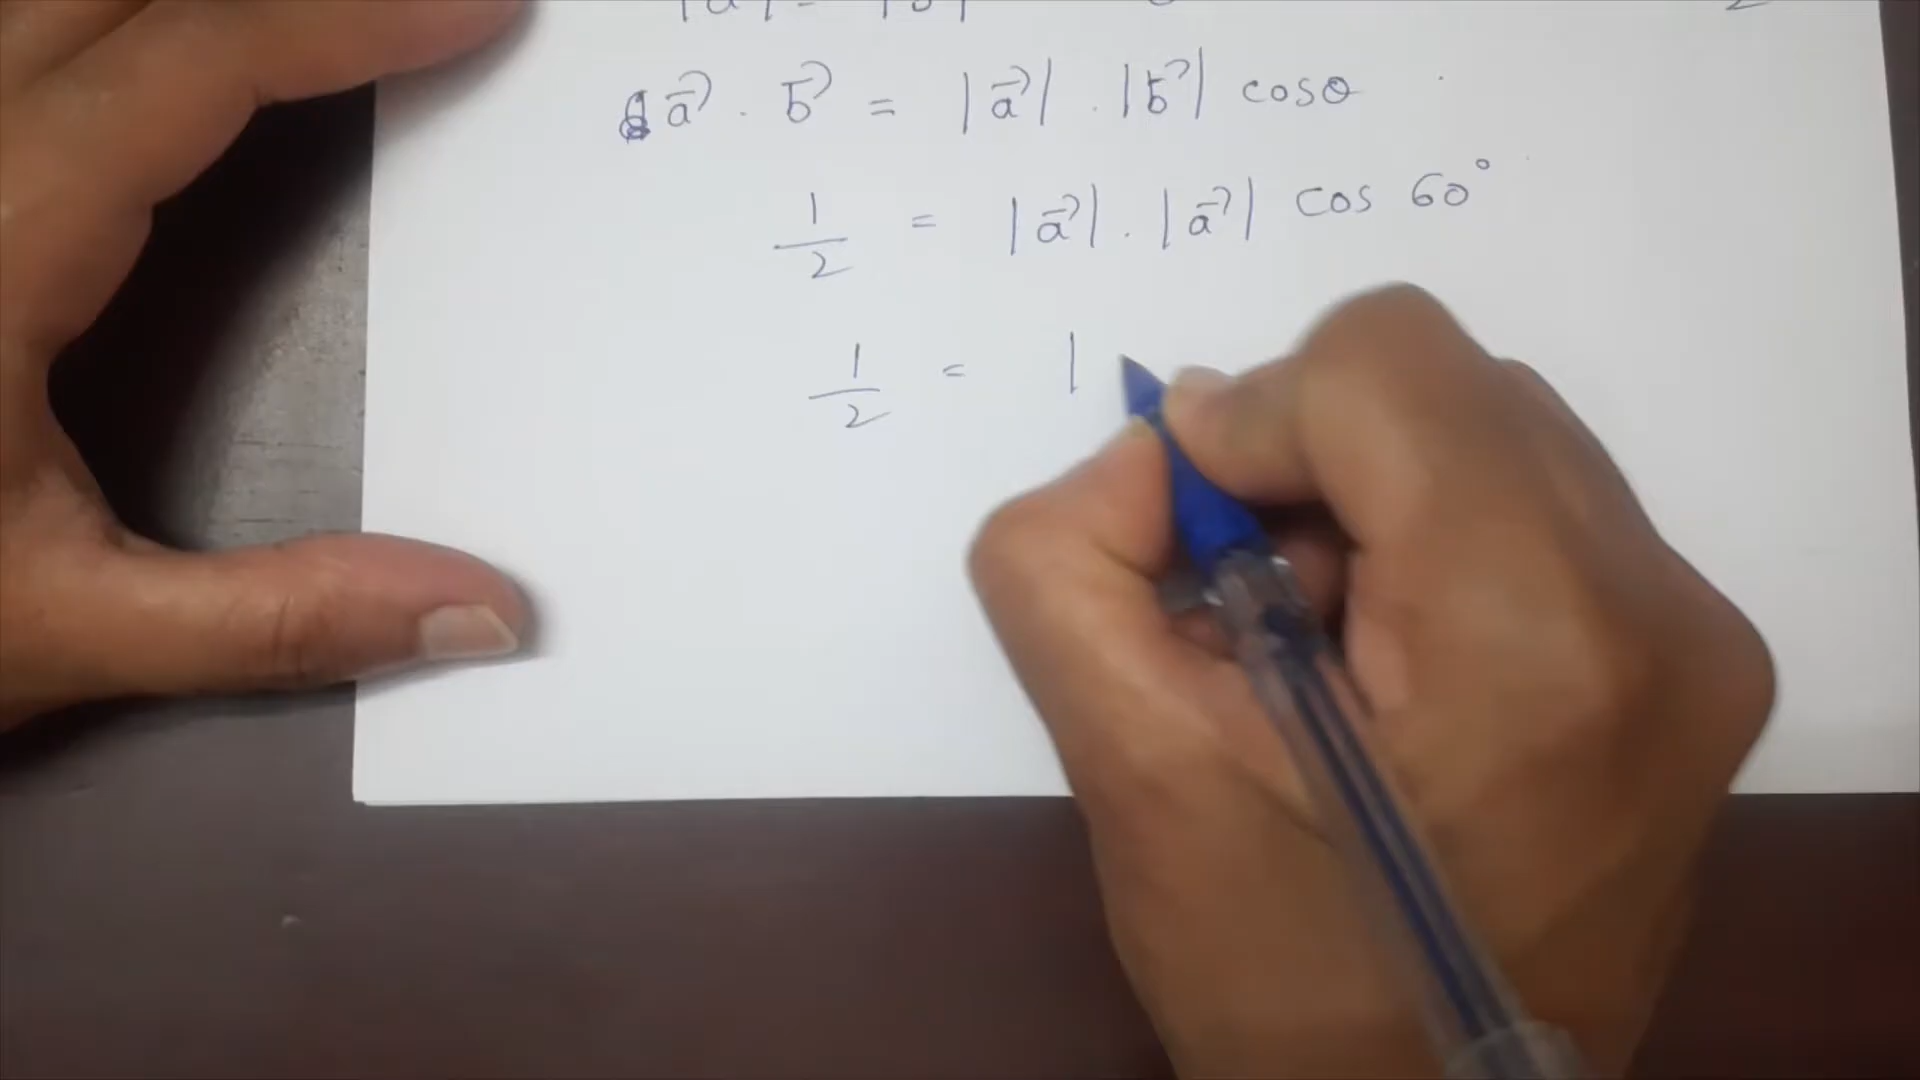 |a⃗| = |b⃗|
a⃗ . b⃗ = |a⃗| . |b⃗| cosθ
1/2 = |a⃗| . |a⃗| cos 60°
1/2 = |